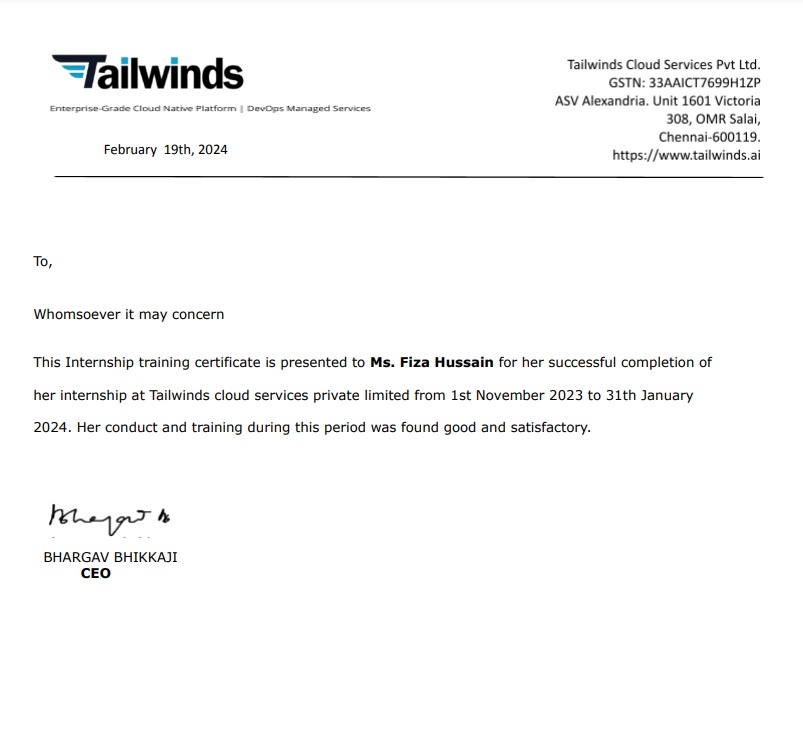 Tailwinds
Enterprise-Grade Cloud Native Platform | DevOps Managed Services
February 19th, 2024
Tailwinds Cloud Services Pvt Ltd.
GSTN: 33AAICT7699H1ZP
ASV Alexandria. Unit 1601 Victoria
308, OMR Salai,
Chennai-600119.
https://www.tailwinds.ai
To,
Whomsoever it may concern
This Internship training certificate is presented to Ms. Fiza Hussain for her successful completion of
her internship at Tailwinds cloud services private limited from 1st November 2023 to 31th January
2024. Her conduct and training during this period was found good and satisfactory.
BHARGAV BHIKKAJI
CEO